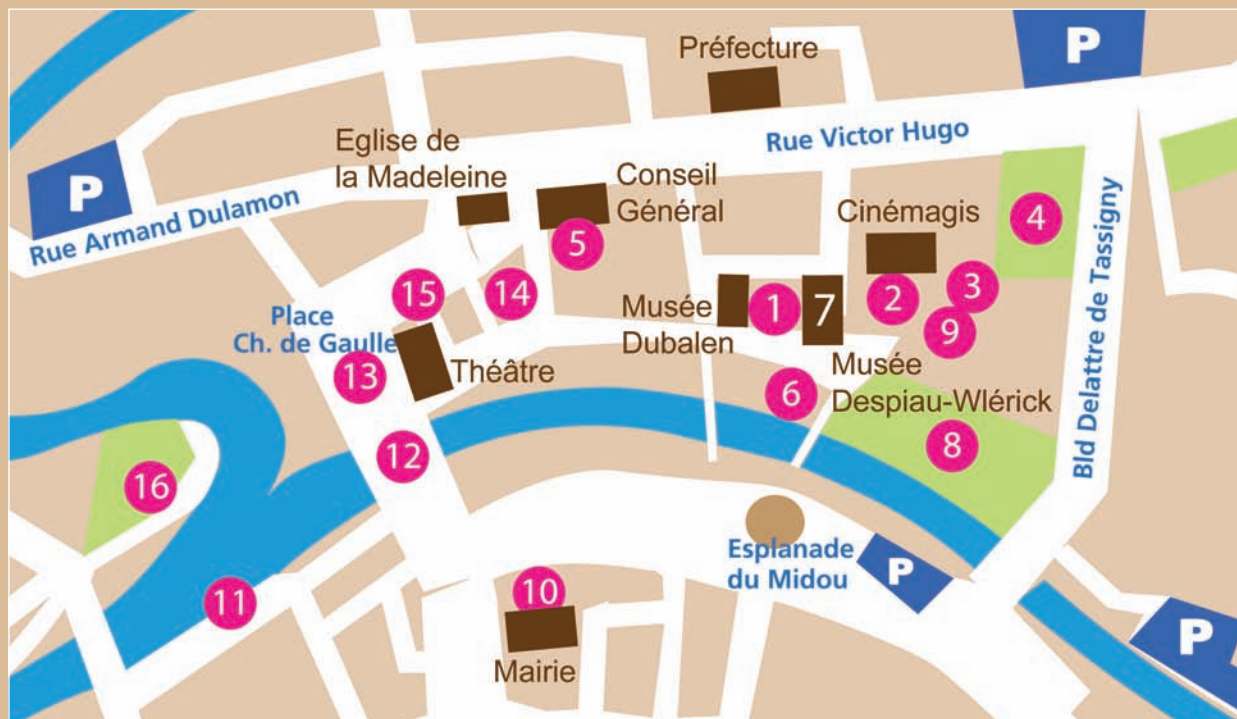 P
Préfecture
Rue Victor Hugo
Eglise de
la Madeleine
P
Rue Armand Dulamon
Conseil
Général
5
Cinémagis
4
Bld Delattre de Tassigny
15
14
Musée
Dubalen
1
7
2
3
9
Place
Ch. de Gaulle
13
Théâtre
6
Musée
Despiau-Wlérick
8
12
16
Esplanade
du Midou
P
11
10
Mairie
P